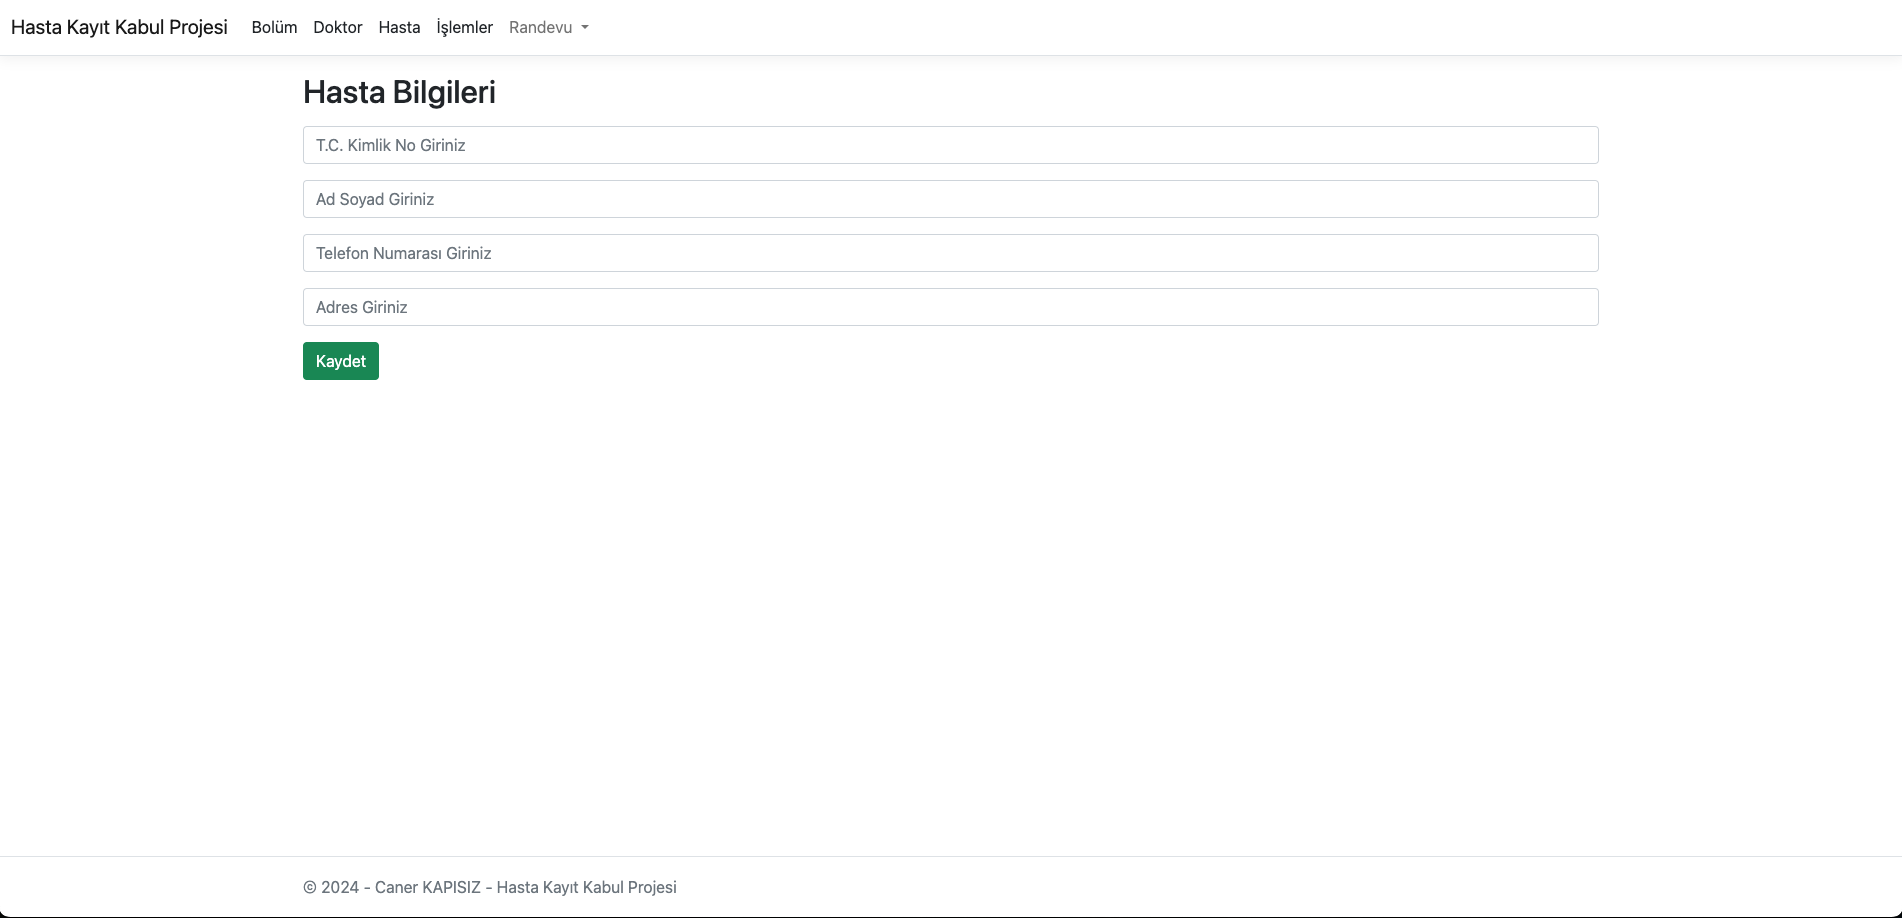 Hasta Kayıt Kabul Projesi Bolüm Doktor Hasta İşlemler Randevu
Hasta Bilgileri
T.C. Kimlik No Giriniz
Ad Soyad Giriniz
Telefon Numarası Giriniz
Adres Giriniz
Kaydet
© 2024 - Caner KAPISIZ - Hasta Kayıt Kabul Projesi